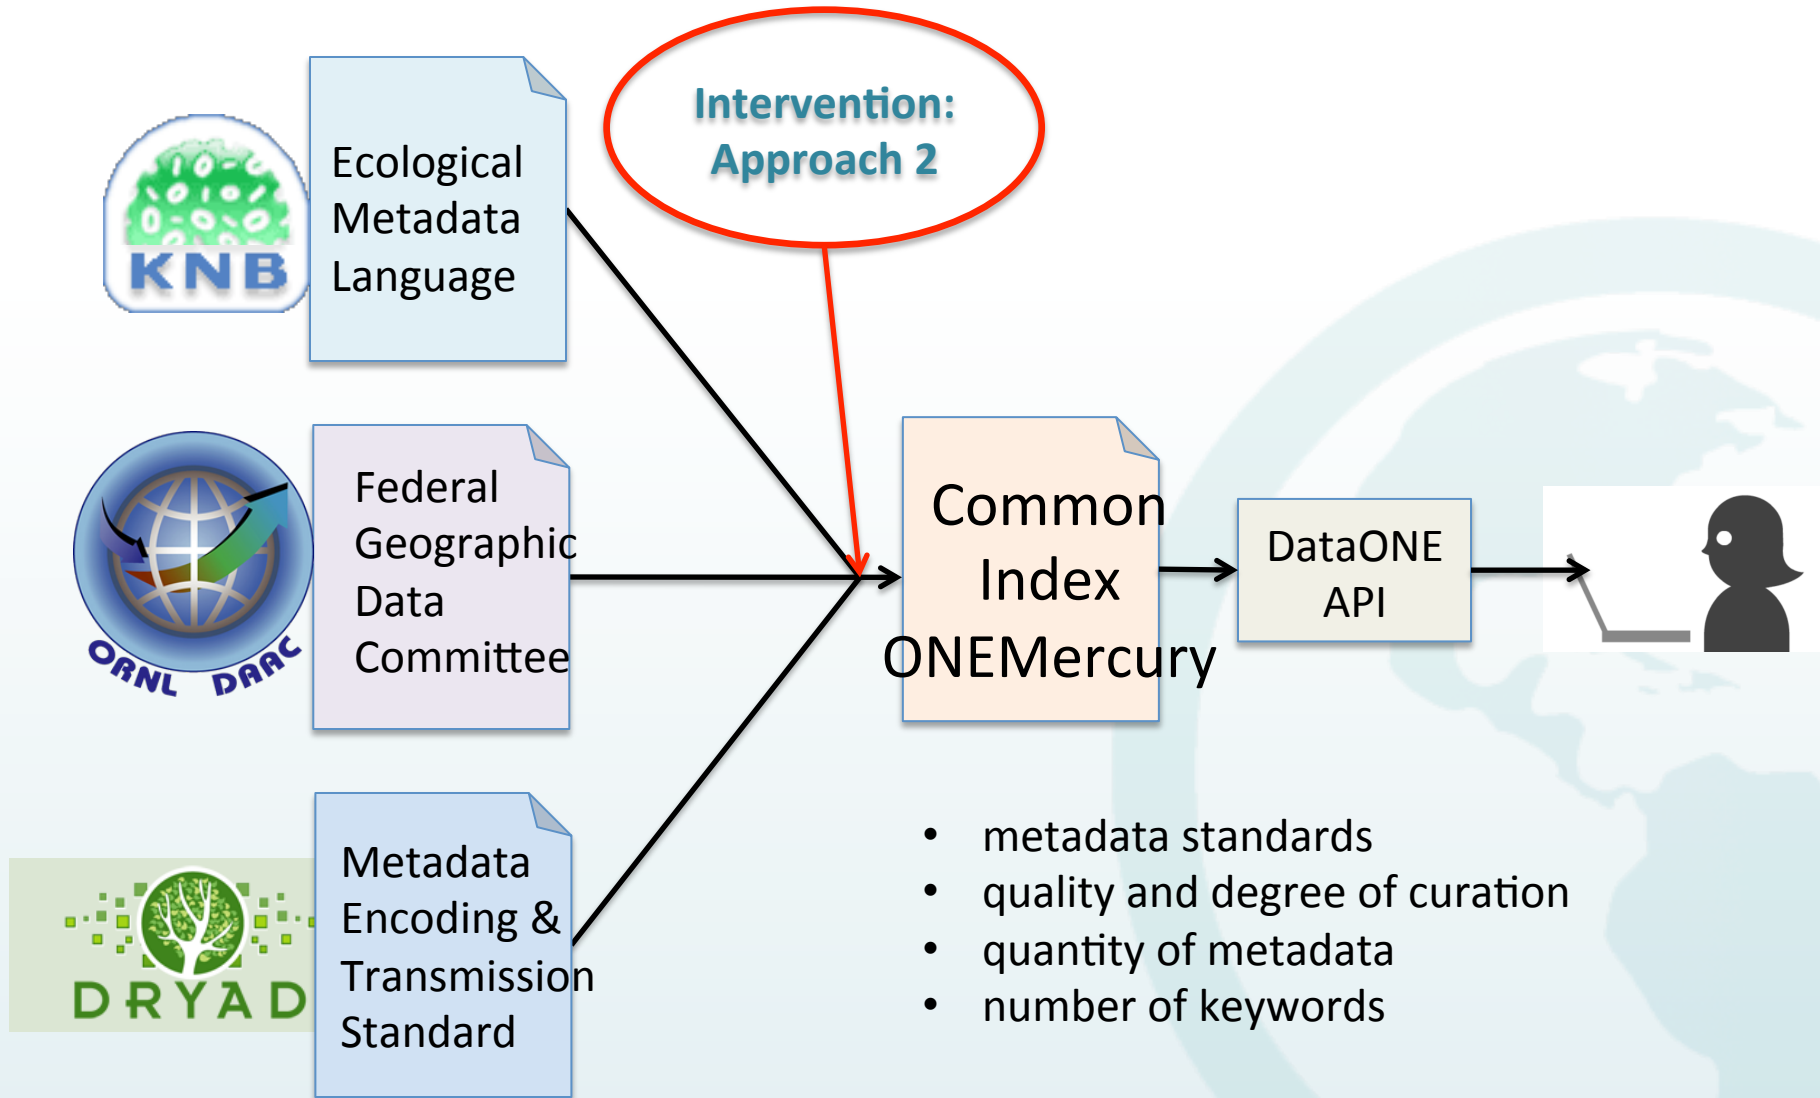 Intervention:
Approach 2
KNB
Ecological
Metadata
Language
ORNL DAAC
Federal
Geographic
Data
Committee
DRYAD
Metadata
Encoding &
Transmission
Standard
Common
Index
ONEMercury
DataONE
API
• metadata standards
• quality and degree of curation
• quantity of metadata
• number of keywords